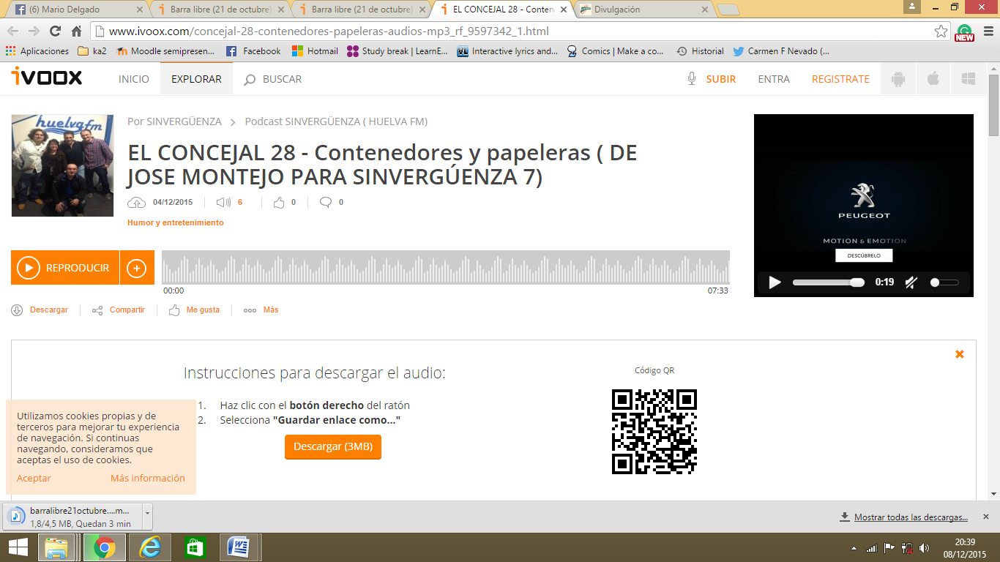 (6) Mario Delgado
Barra libre (21 de octubre)
Barra libre (21 de octubre)
EL CONCEJAL 28 - Conten
Divulgación
www.ivoox.com/concejal-28-contenedores-papeleras-audios-mp3_rf_9597342_1.html
NEW
Aplicaciones
ka2
Moodle semipresen...
Facebook
Hotmail
Study break | LearnE...
Interactive lyrics and...
Comics | Make a co...
Historial
Carmen F Nevado (...
ivoox
INICIO
EXPLORAR
BUSCAR
SUBIR
ENTRA
REGISTRATE
huelva fm
Por SINVERGÜENZA
Podcast SINVERGÜENZA ( HUELVA FM)
EL CONCEJAL 28 - Contenedores y papeleras ( DE
JOSE MONTEJO PARA SINVERGÚENZA 7)
04/12/2015
6
0
0
Humor y entretenimiento
PEUGEOT
MOTION & EMOTION
DESCÚBRELO
0:19
REPRODUCIR
00:00
07:33
Descargar
Compartir
Me gusta
Más
Instrucciones para descargar el audio:
1. Haz clic con el botón derecho del ratón
2. Selecciona "Guardar enlace como..."
Descargar (3MB)
Código QR
Utilizamos cookies propias y de
terceros para mejorar tu experiencia
de navegación. Si continuas
navegando, consideramos que
aceptas el uso de cookies.
Aceptar
Más información
barralibre21octubre....m...
1,8/4,5 MB, Quedan 3 min
Mostrar todas las descargas...
20:39
08/12/2015